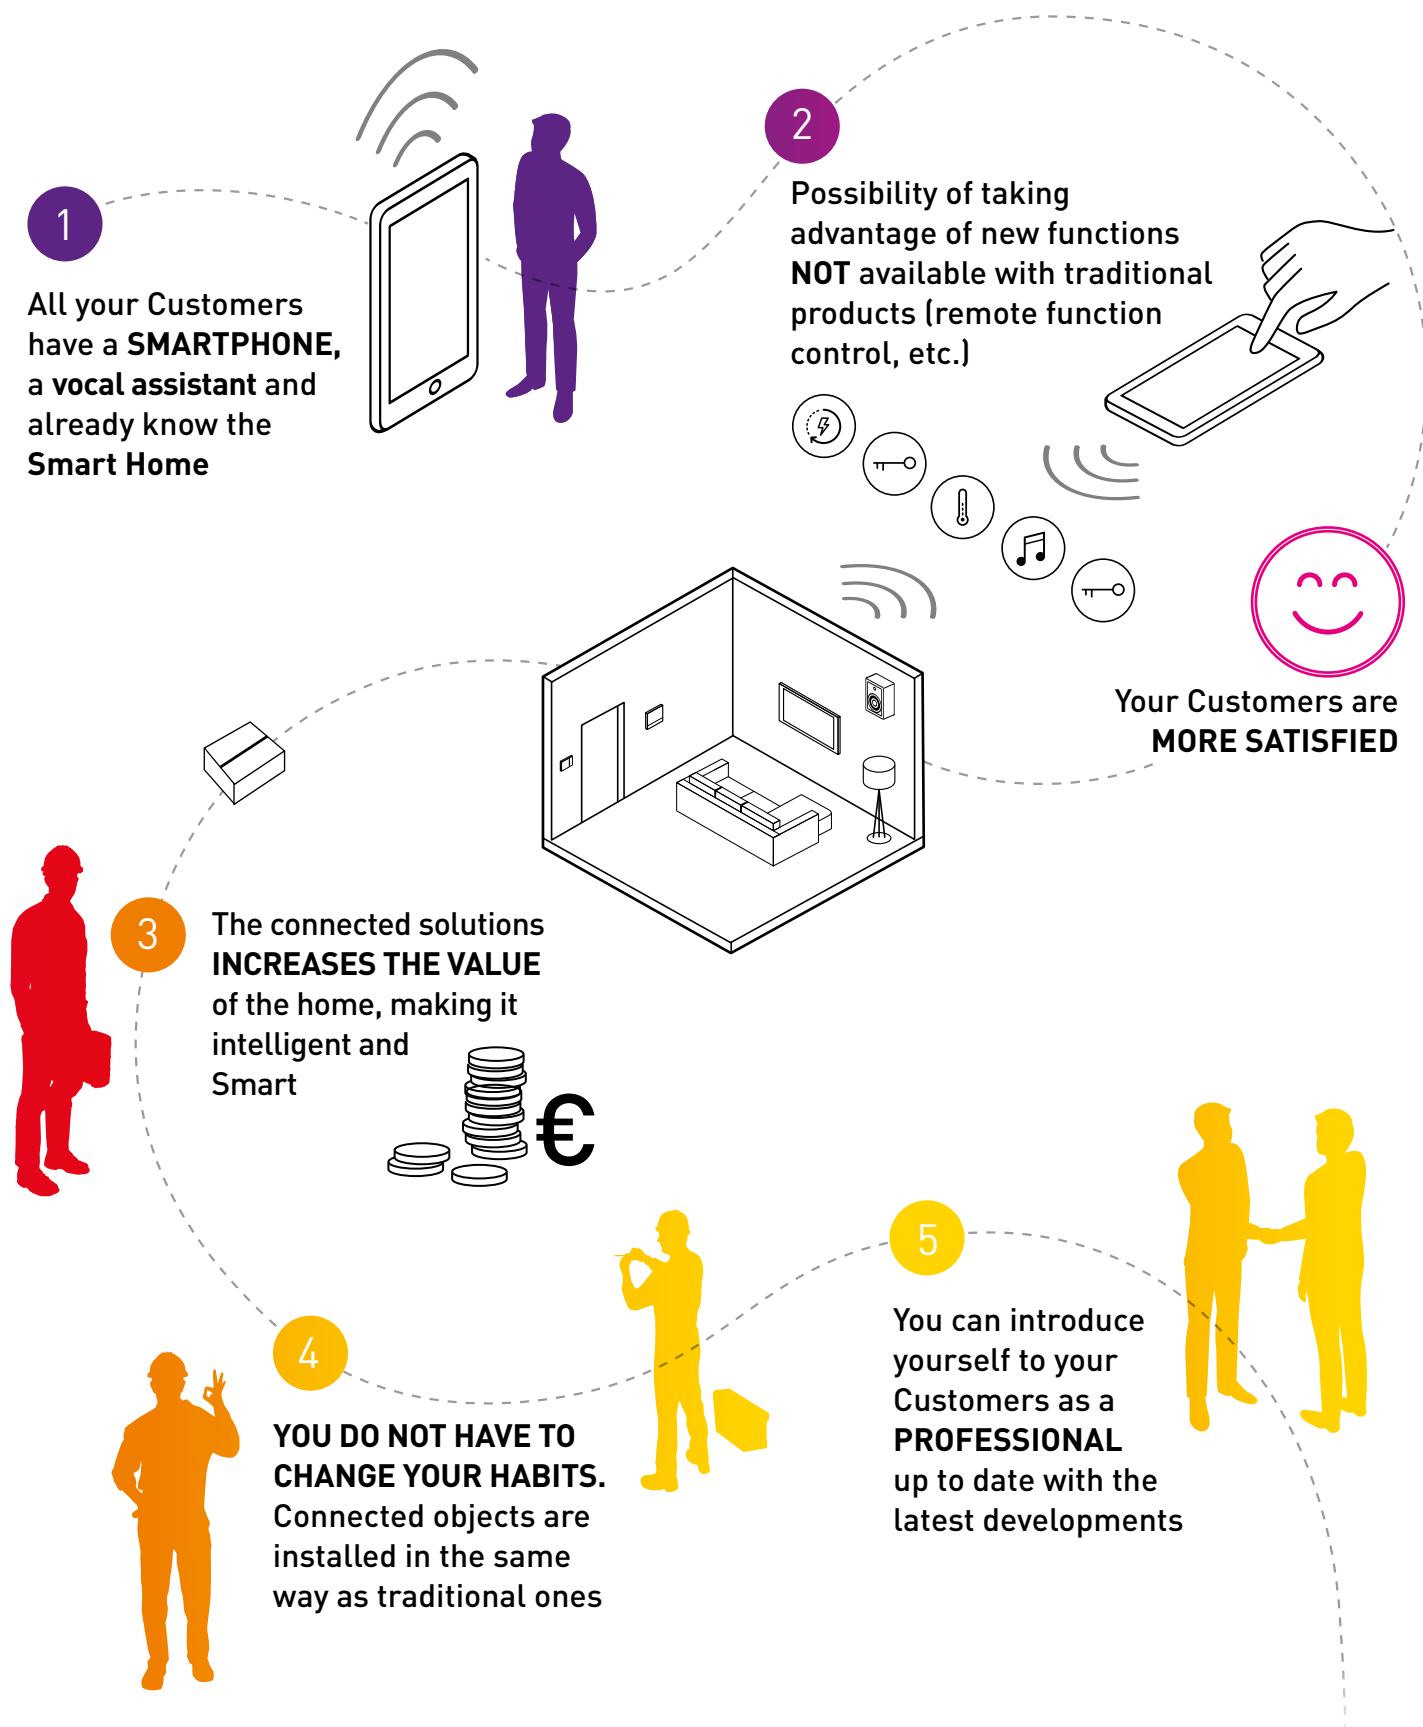 1
All your Customers
have a SMARTPHONE,
a vocal assistant and
already know the
Smart Home
2
Possibility of taking
advantage of new functions
NOT available with traditional
products (remote function
control, etc.)
Your Customers are
MORE SATISFIED
3
The connected solutions
INCREASES THE VALUE
of the home, making it
intelligent and
Smart
€
4
YOU DO NOT HAVE TO
CHANGE YOUR HABITS.
Connected objects are
installed in the same
way as traditional ones
5
You can introduce
yourself to your
Customers as a
PROFESSIONAL
up to date with the
latest developments